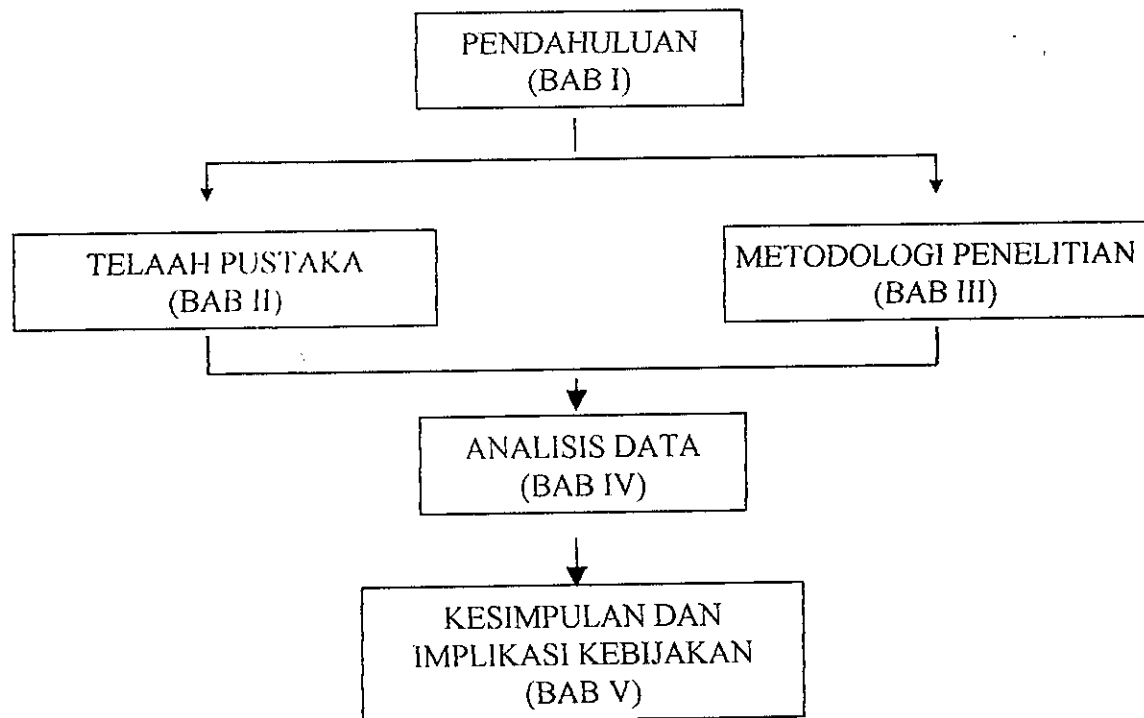 PENDAHULUAN
(BAB I)
TELAAH PUSTAKA
(BAB II)
METODOLOGI PENELITIAN
(BAB III)
ANALISIS DATA
(BAB IV)
KESIMPULAN DAN
IMPLIKASI KEBIJAKAN
(BAB V)